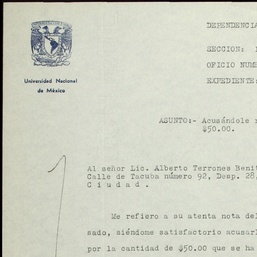 DEPENDENCIA
SECCION:
OFICIO NUM
EXPEDIENTE:
Universidad Nacional
de México
ASUNTO:- Acusándole r
$50.00.
Al señor Lic. Alberto Terrones Beni
Calle de Tacuba número 92, Desp. 28,
C i u d a d .
Me refiero a su atenta nota del
sado, siéndome satisfactorio acusarl
por la cantidad de $50.00 que se ha